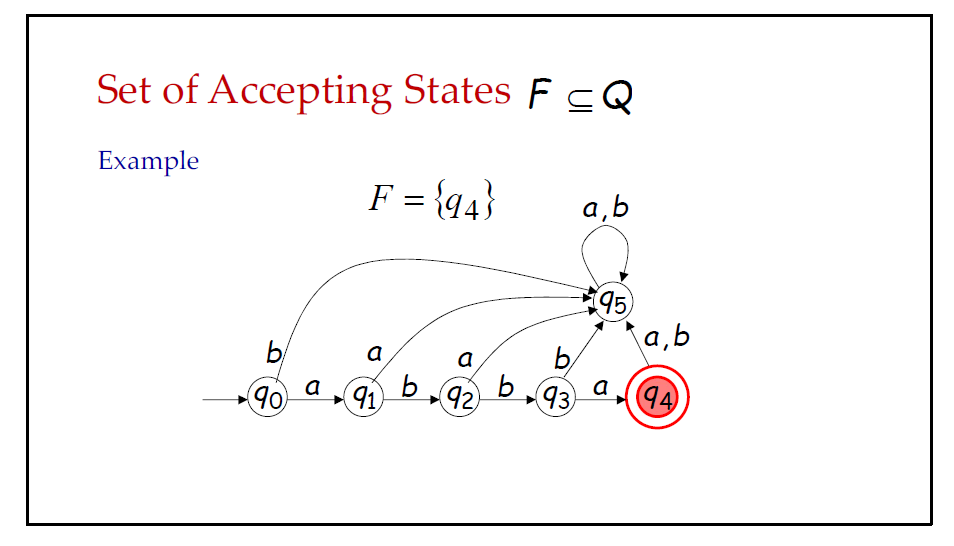 Set of Accepting States F ⊆ Q
Example
F = {q4}
a,b
q5
a,b
b
a
a
b
q0
a
q1
b
q2
b
q3
a
q4